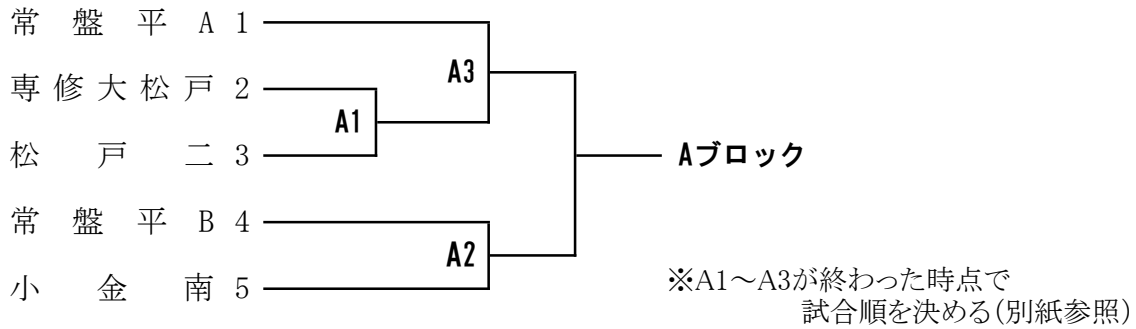 常盤平A 1
A3
専修大松戸 2
A1
松戸二 3
Aブロック
常盤平B 4
A2
小金南 5
※A1～A3が終わった時点で
試合順を決める(別紙参照)